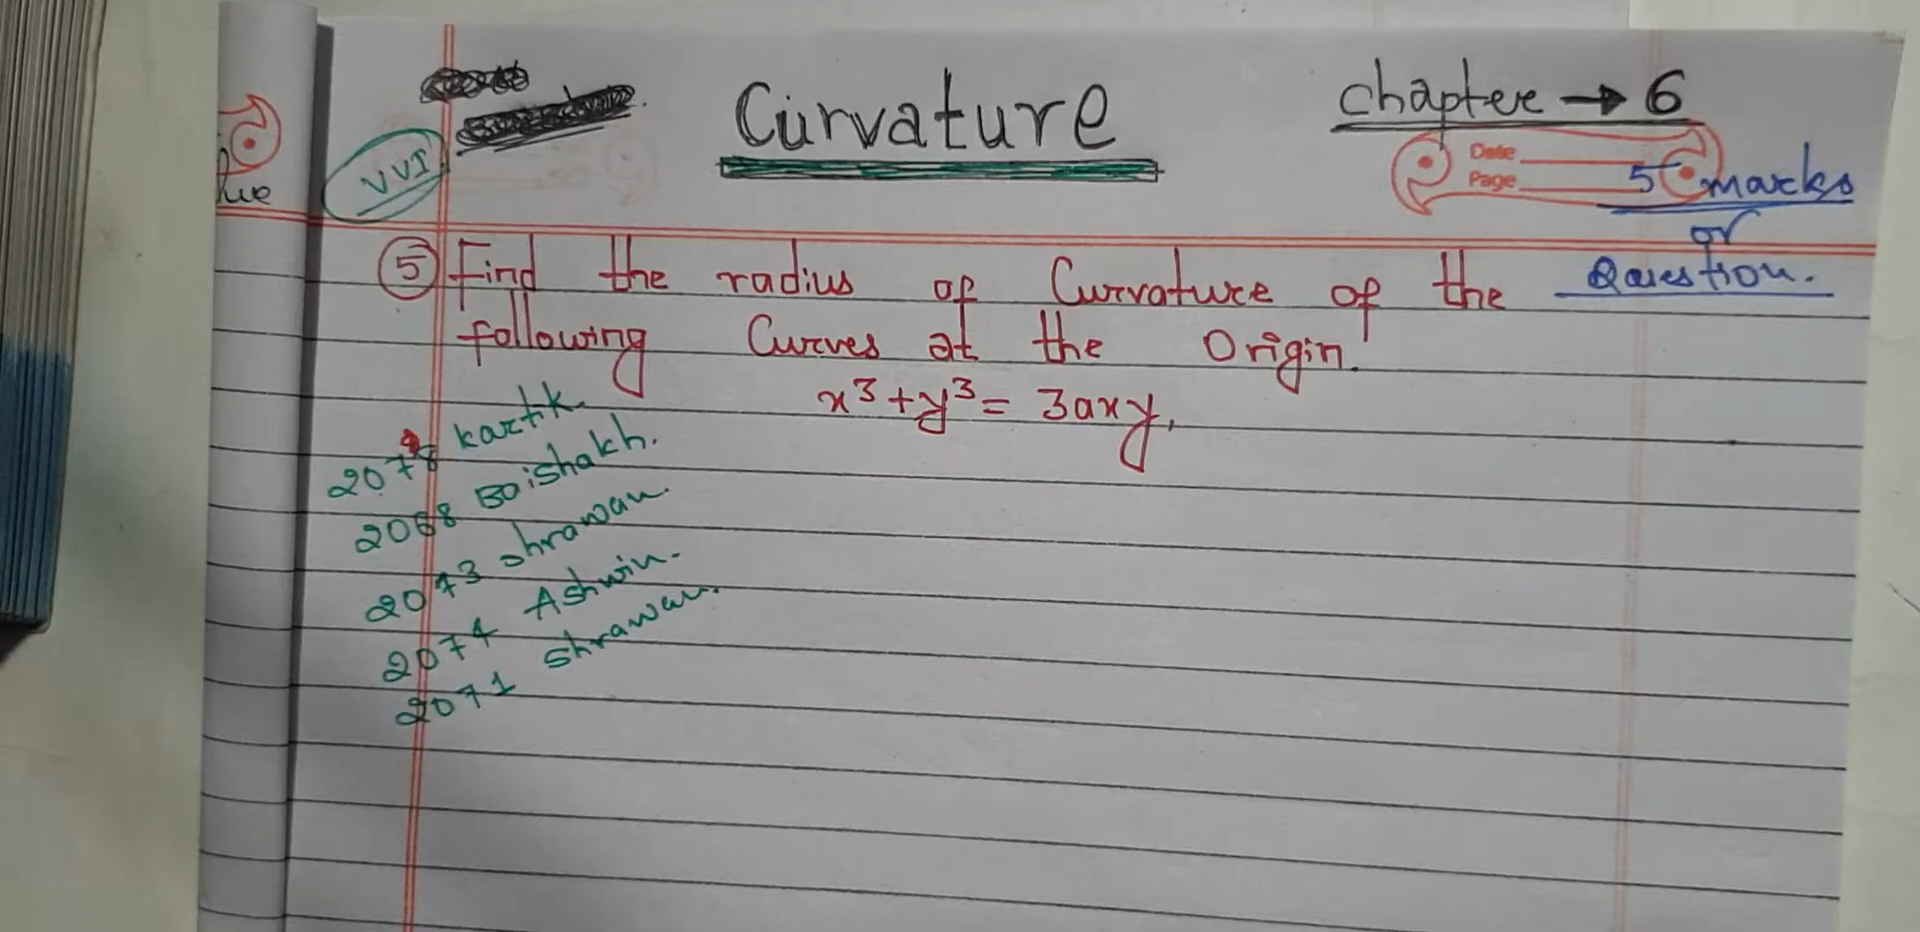 Curvature
chapter → 6
VVI
Date
Page
5 marks
or
Question.
5 Find the radius of Curvature of the
following Curves at the Origin.
x³+y³= 3axy,
kartik.
2068 Baishakh.
2073 shrawan.
2074 Ashwin.
2071 shrawan.